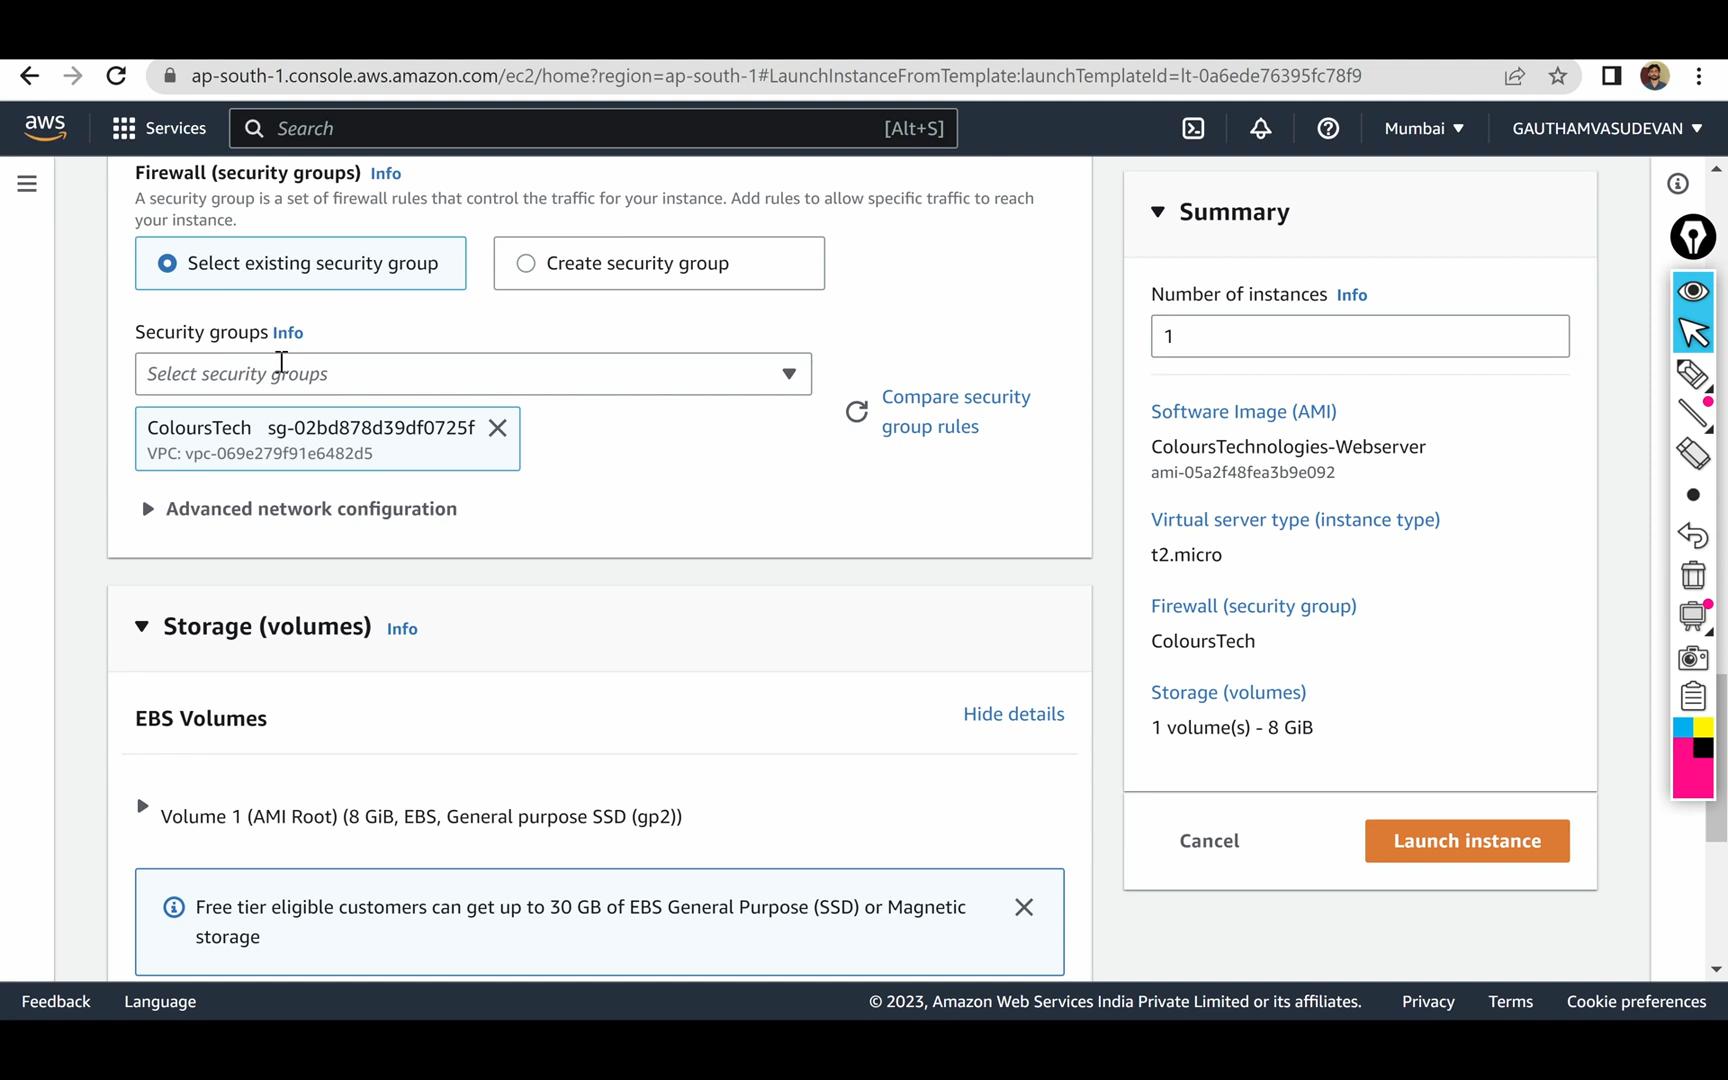 ap-south-1.console.aws.amazon.com/ec2/home?region=ap-south-1#LaunchInstanceFromTemplate:launchTemplateId=lt-0a6ede76395fc78f9
aws
Services
Search
[Alt+S]
Mumbai
GAUTHAMVASUDEVAN
Firewall (security groups) Info
A security group is a set of firewall rules that control the traffic for your instance. Add rules to allow specific traffic to reach
your instance.
Select existing security group
Create security group
Security groups Info
Select security groups
ColoursTech sg-02bd878d39df0725f
VPC: vpc-069e279f91e6482d5
Compare security
group rules
Advanced network configuration
Storage (volumes) Info
EBS Volumes
Hide details
Volume 1 (AMI Root) (8 GiB, EBS, General purpose SSD (gp2))
Free tier eligible customers can get up to 30 GB of EBS General Purpose (SSD) or Magnetic
storage
Summary
Number of instances Info
1
Software Image (AMI)
ColoursTechnologies-Webserver
ami-05a2f48fea3b9e092
Virtual server type (instance type)
t2.micro
Firewall (security group)
ColoursTech
Storage (volumes)
1 volume(s) - 8 GiB
Cancel
Launch instance
Feedback
Language
© 2023, Amazon Web Services India Private Limited or its affiliates.
Privacy
Terms
Cookie preferences